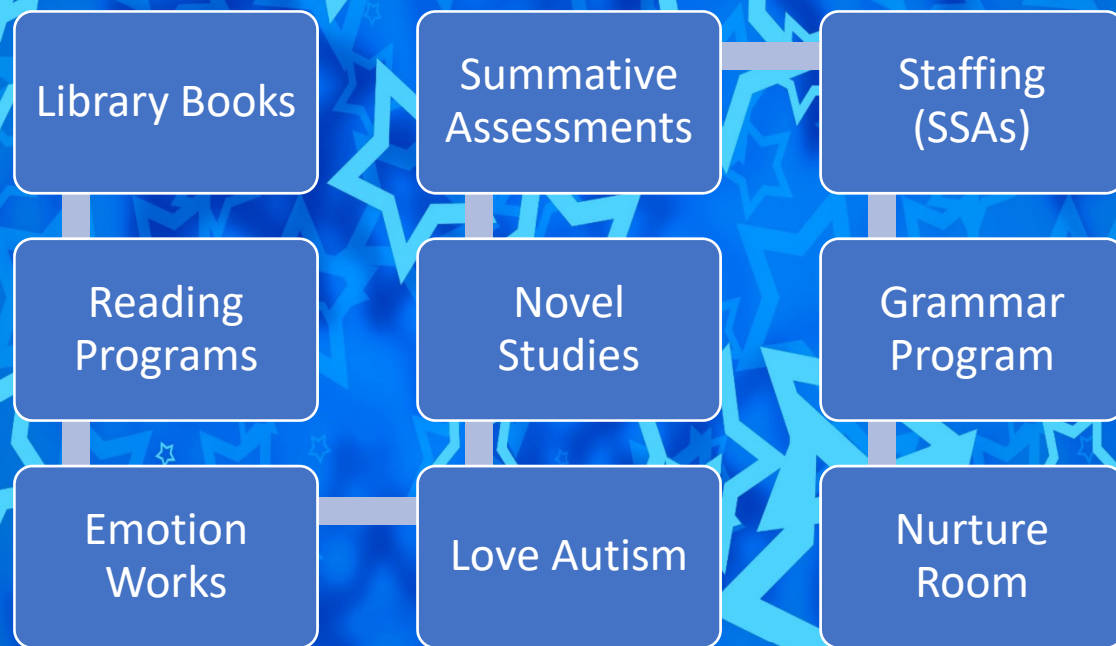 Library Books
Reading
Programs
Emotion
Works
Love Autism
Novel
Studies
Summative
Assessments
Staffing
(SSAs)
Grammar
Program
Nurture
Room